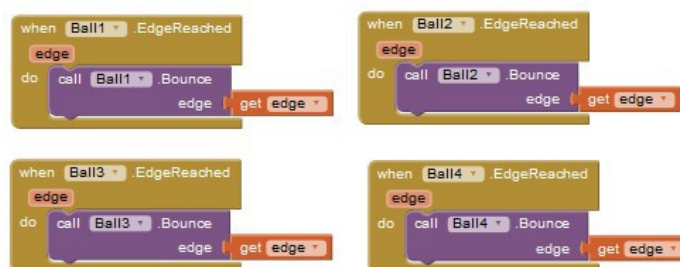 when Ball1 .EdgeReached
edge
do call Ball1 .Bounce
edge get edge
when Ball2 .EdgeReached
edge
do call Ball2 .Bounce
edge get edge
when Ball3 .EdgeReached
edge
do call Ball3 .Bounce
edge get edge
when Ball4 .EdgeReached
edge
do call Ball4 .Bounce
edge get edge